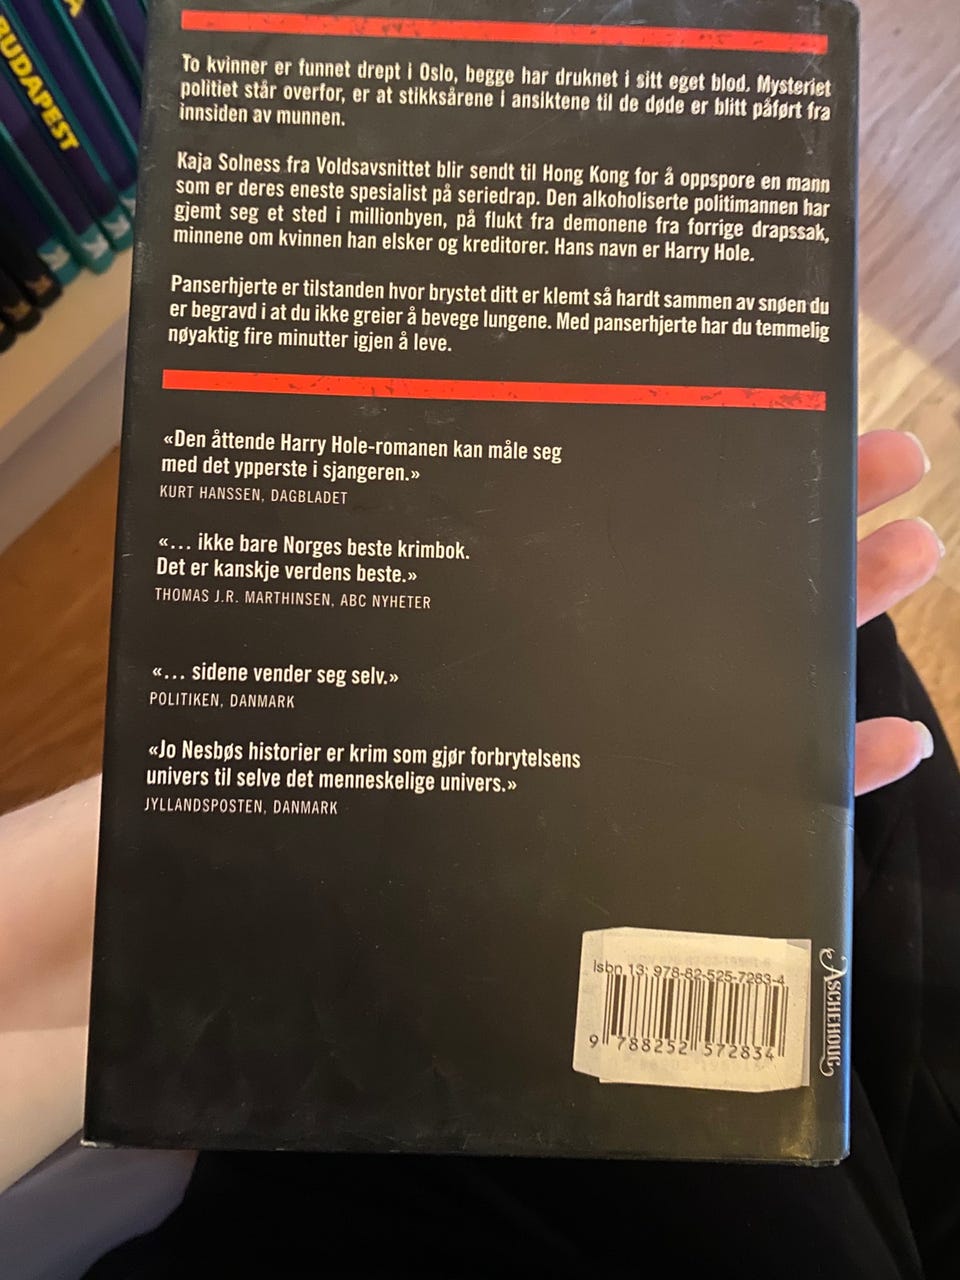 BUDAPEST
To kvinner er funnet drept i Oslo, begge har druknet i sitt eget blod. Mysteriet
politiet står overfor, er at stikksårene i ansiktene til de døde er blitt påført fra
innsiden av munnen.
Kaja Solness fra Voldsavsnittet blir sendt til Hong Kong for å oppspore en mann
som er deres eneste spesialist på seriedrap. Den alkoholiserte politimannen har
gjemt seg et sted i millionbyen, på flukt fra demonene fra forrige drapssak,
minnene om kvinnen han elsker og kreditorer. Hans navn er Harry Hole.
Panserhjerte er tilstanden hvor brystet ditt er klemt så hardt sammen av snøen du
er begravd i at du ikke greier å bevege lungene. Med panserhjerte har du temmelig
nøyaktig fire minutter igjen å leve.
«Den åttende Harry Hole-romanen kan måle seg
med det ypperste i sjangeren.»
KURT HANSSEN, DAGBLADET
«... ikke bare Norges beste krimbok.
Det er kanskje verdens beste.»
THOMAS J.R. MARTHINSEN, ABC NYHETER
«... sidene vender seg selv.»
POLITIKEN, DANMARK
«Jo Nesbøs historier er krim som gjør forbrytelsens
univers til selve det menneskelige univers.»
JYLLANDSPOSTEN, DANMARK
Isbn 13: 978-82-525-7283-4
9 788252 572834
ASCHEHOUG